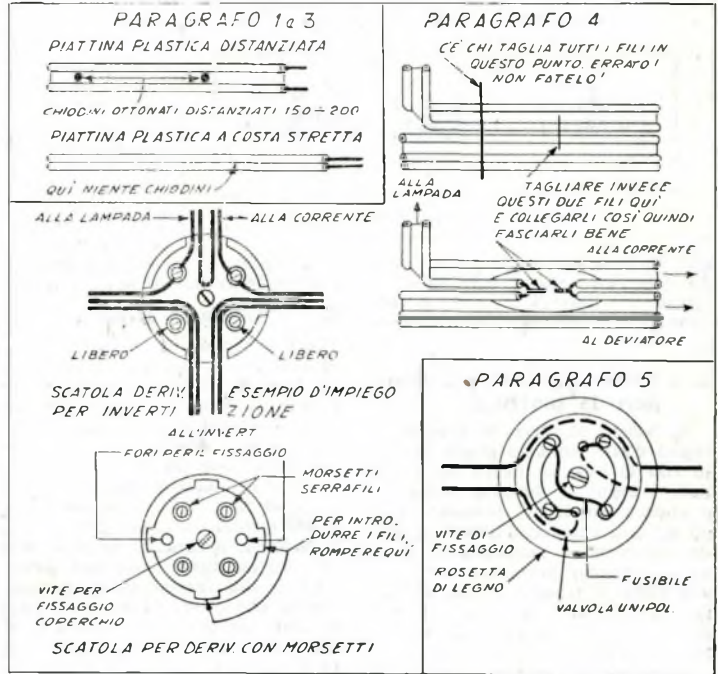 PARAGRAFO 1a3
PIATTINA PLASTICA DISTANZIATA
CHIODINI OTTONATI DISTANZIATI 150÷200
PIATTINA PLASTICA A COSTA STRETTA
QUI NIENTE CHIODINI
ALLA LAMPADA
ALLA CORRENTE
LIBERO
LIBERO
SCATOLA DERIV.
PER INVERTI
ESEMPIO D'IMPIEGO
ZIONE
ALL'INVERT
FORI PER IL FISSAGGIO
MORSETTI
SERRAFILI
PER INTRO.
DURRE I FILI,
ROMPERE QUI
VITE PER
FISSAGGIO
COPERCHIO
SCATOLA PER DERIV. CON MORSETTI
PARAGRAFO 4
C'È CHI TAGLIA TUTTI I FILI IN
QUESTO PUNTO. ERRATO!
NON FATELO'
ALLA
LAMPADA
TAGLIARE INVECE
QUESTI DUE FILI QUI'
E COLLEGARLI COSÌ QUINDI
FASCIARLI BENE
ALLA CORRENTE
AL DEVIATORE
PARAGRAFO 5
VITE DI
FISSAGGIO
ROSETTA
DI LEGNO
FUSIBILE
VALVOLA UNIPOL.